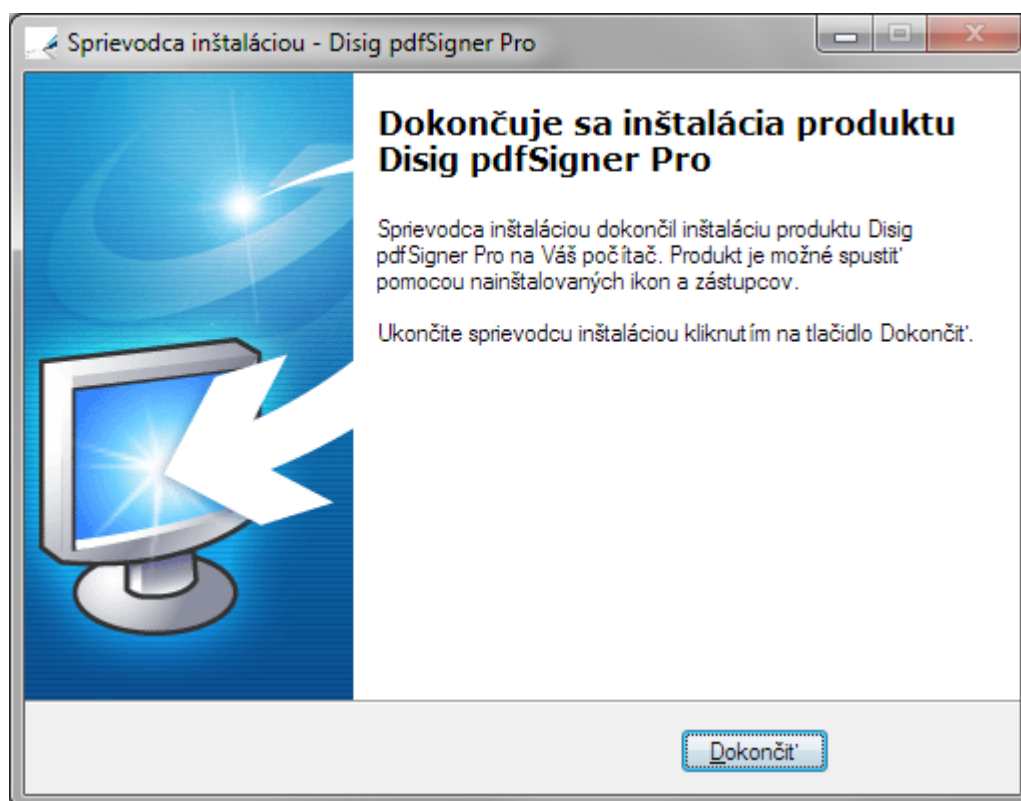 Sprievodca inštaláciou - Disig pdfSigner Pro
Dokončuje sa inštalácia produktu
Disig pdfSigner Pro
Sprievodca inštaláciou dokončil inštaláciu produktu Disig
pdfSigner Pro na Váš počítač. Produkt je možné spustiť
pomocou nainštalovaných ikon a zástupcov.
Ukončite sprievodcu inštaláciou kliknutím na tlačidlo Dokončiť.
Dokončiť